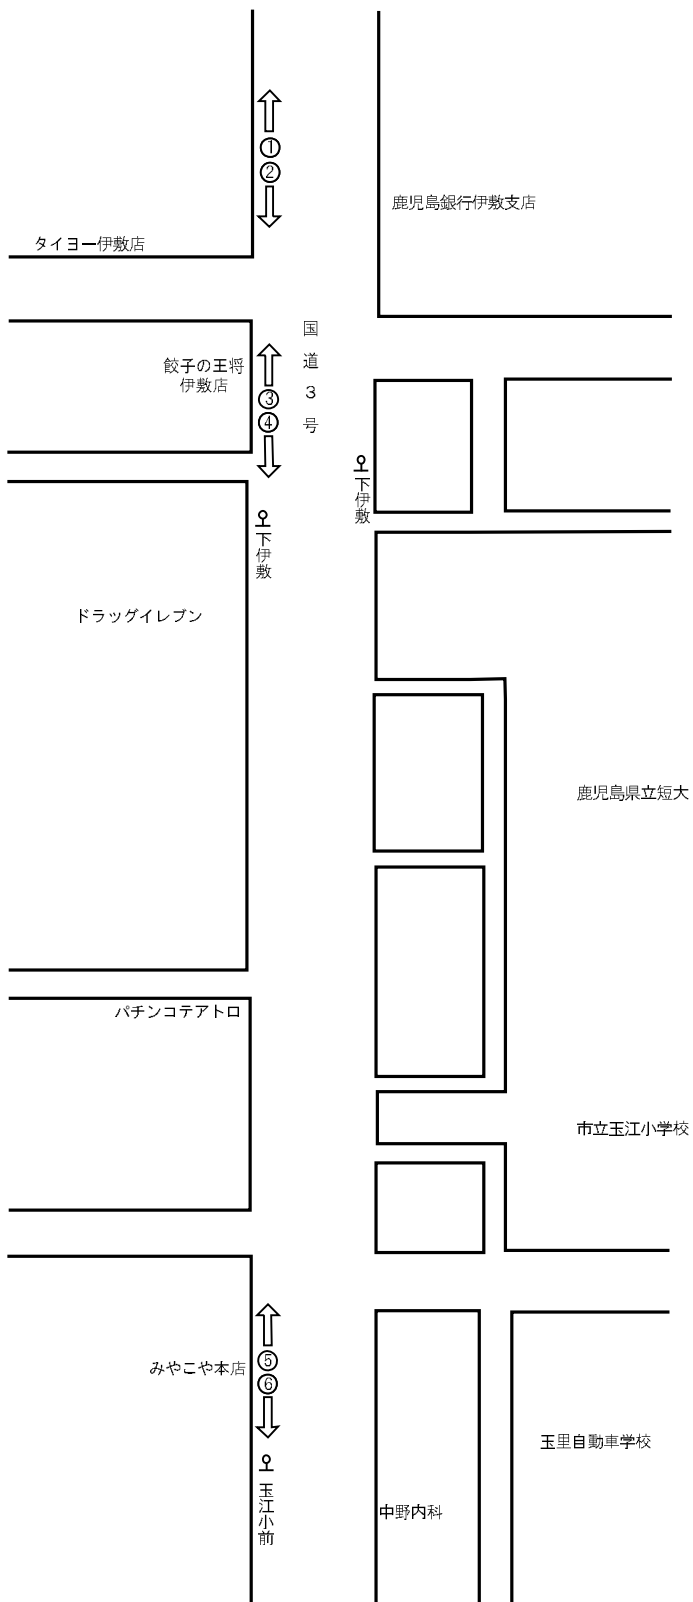 ①
②
鹿児島銀行伊敷支店
タイヨー伊敷店
国道3号
餃子の王将
伊敷店
③
④
下伊敷
下伊敷
ドラッグイレブン
鹿児島県立短大
パチンコテアトロ
市立玉江小学校
みやこや本店
⑤
⑥
玉里自動車学校
玉江小前
中野内科